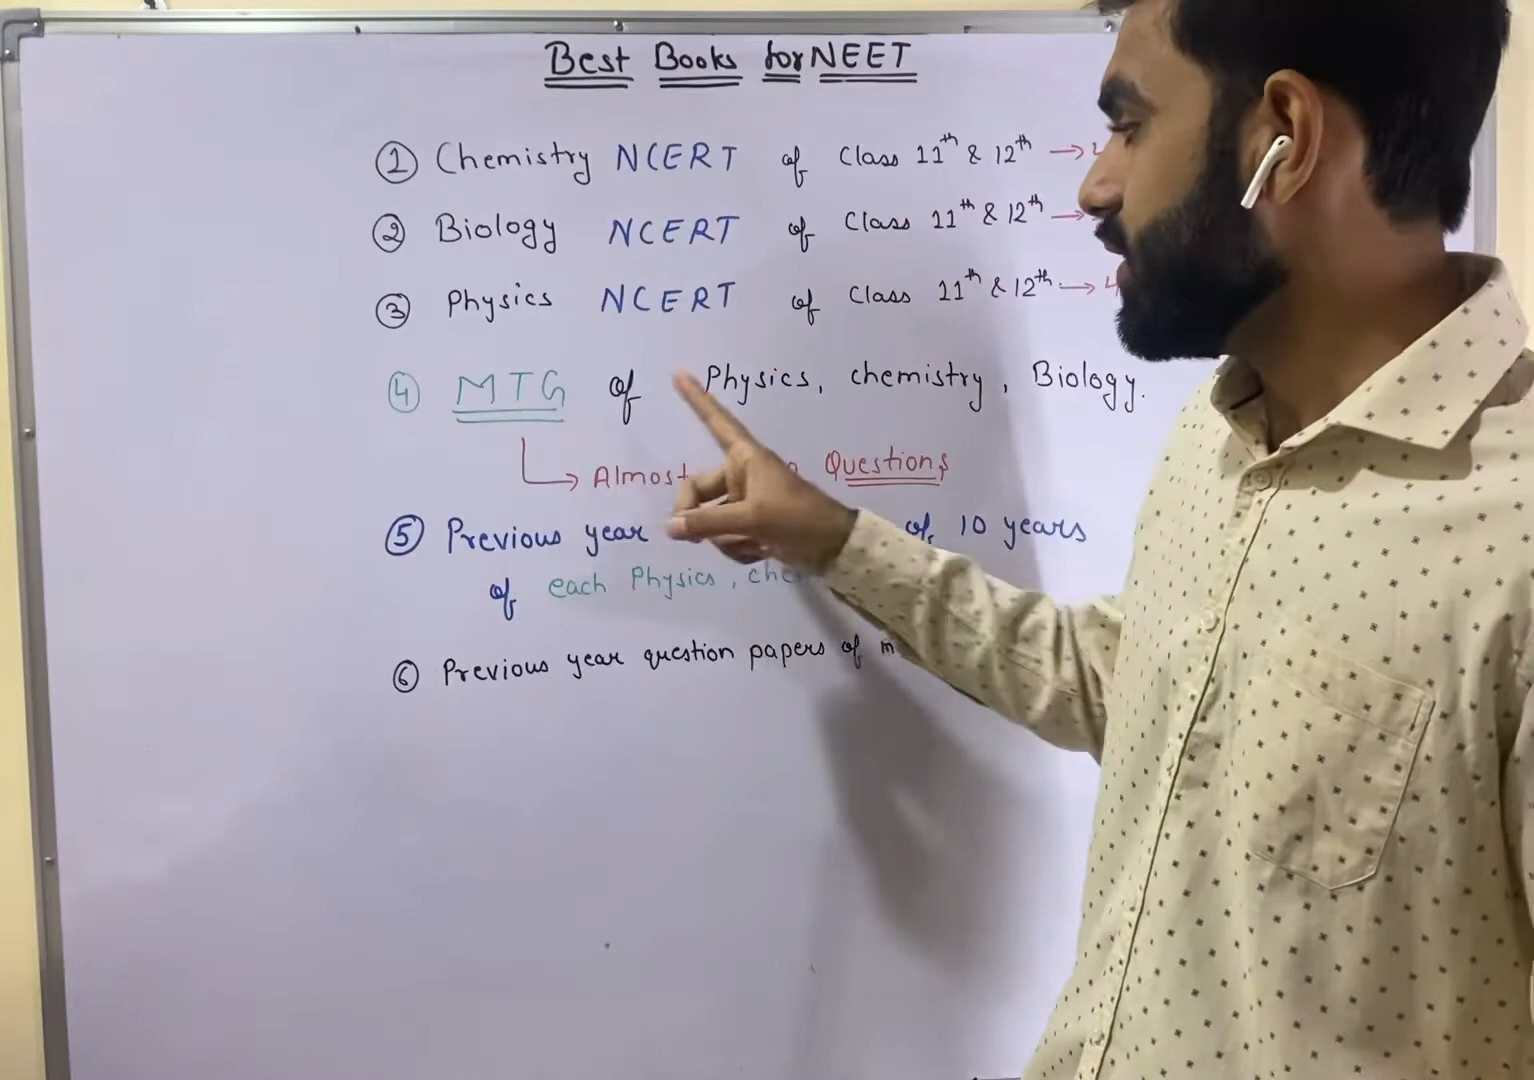 Best Books for NEET
① Chemistry NCERT of Class 11th & 12th →
② Biology NCERT of Class 11th & 12th →
③ Physics NCERT of Class 11th & 12th → 4
④ MTG of Physics, chemistry, Biology.
↳ Almost Questions
⑤ Previous year of 10 years
of each Physics,
⑥ Previous year question papers of